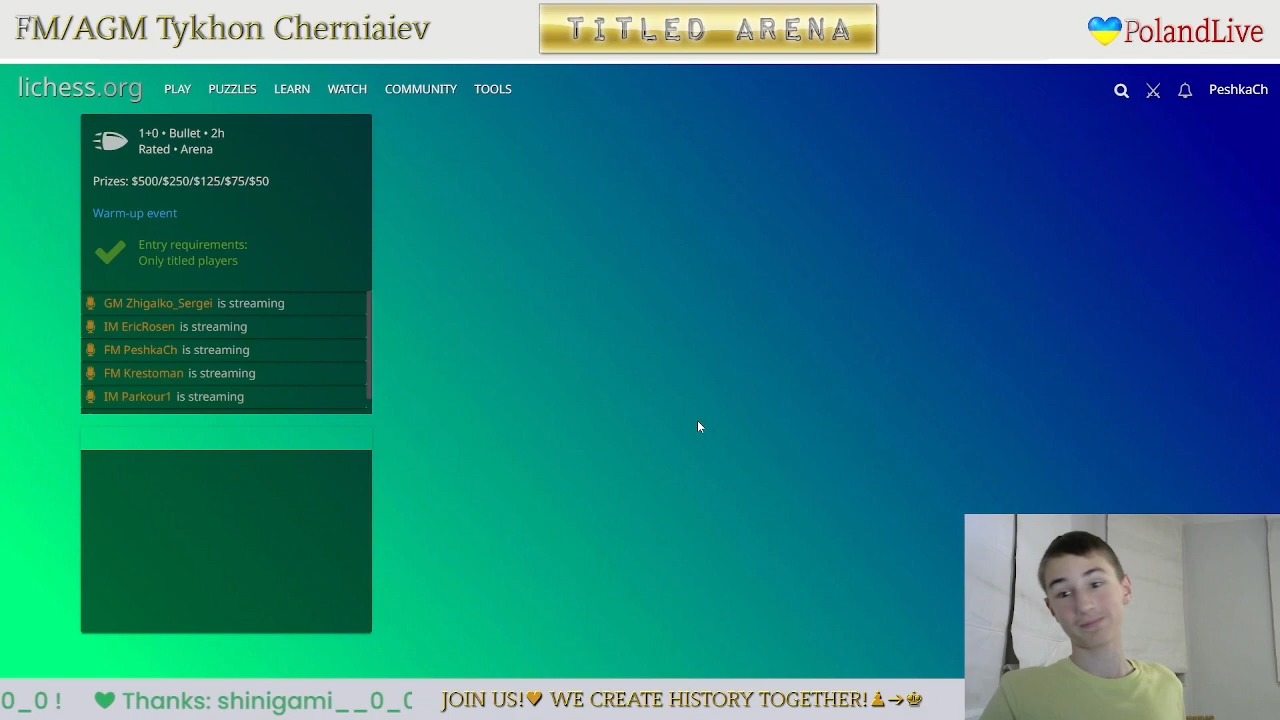 FM/AGM Tykhon Cherniaiev
TITLED ARENA
PolandLive
lichess.org PLAY PUZZLES LEARN WATCH COMMUNITY TOOLS PeshkaCh
1+0 • Bullet • 2h
Rated • Arena
Prizes: $500/$250/$125/$75/$50
Warm-up event
Entry requirements:
Only titled players
GM Zhigalko_Sergei is streaming
IM EricRosen is streaming
FM PeshkaCh is streaming
FM Krestoman is streaming
IM Parkour1 is streaming
0_0 ! Thanks: shinigami__0_0
JOIN US! WE CREATE HISTORY TOGETHER!